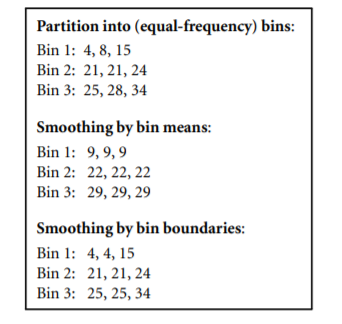 Partition into (equal-frequency) bins:
Bin 1: 4, 8, 15
Bin 2: 21, 21, 24
Bin 3: 25, 28, 34
Smoothing by bin means:
Bin 1: 9, 9, 9
Bin 2: 22, 22, 22
Bin 3: 29, 29, 29
Smoothing by bin boundaries:
Bin 1: 4, 4, 15
Bin 2: 21, 21, 24
Bin 3: 25, 25, 34